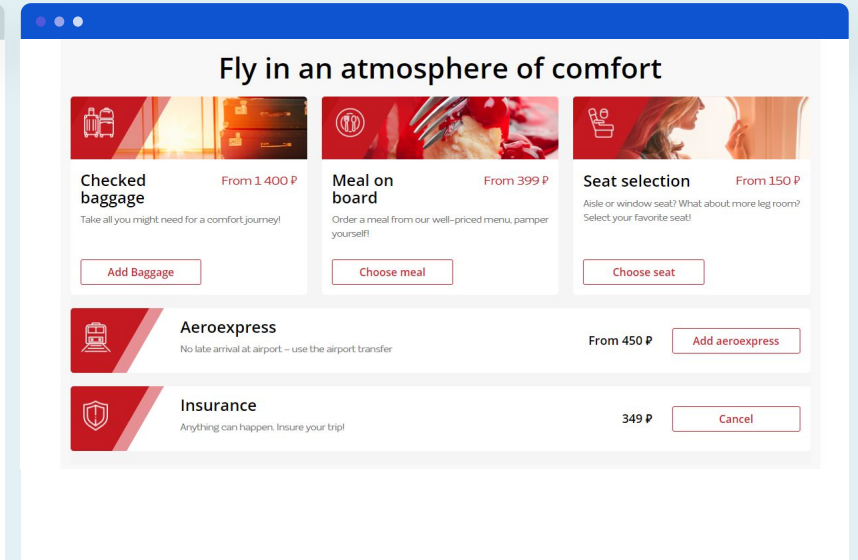 Fly in an atmosphere of comfort
Checked
baggage
From 1 400 ₽
Take all you might need for a comfort journey!
Add Baggage
Meal on
board
From 399 ₽
Order a meal from our well-priced menu, pamper
yourself!
Choose meal
Seat selection
From 150 ₽
Aisle or window seat? What about more leg room?
Select your favorite seat!
Choose seat
Aeroexpress
No late arrival at airport – use the airport transfer
From 450 ₽
Add aeroexpress
Insurance
Anything can happen. Insure your trip!
349 ₽
Cancel